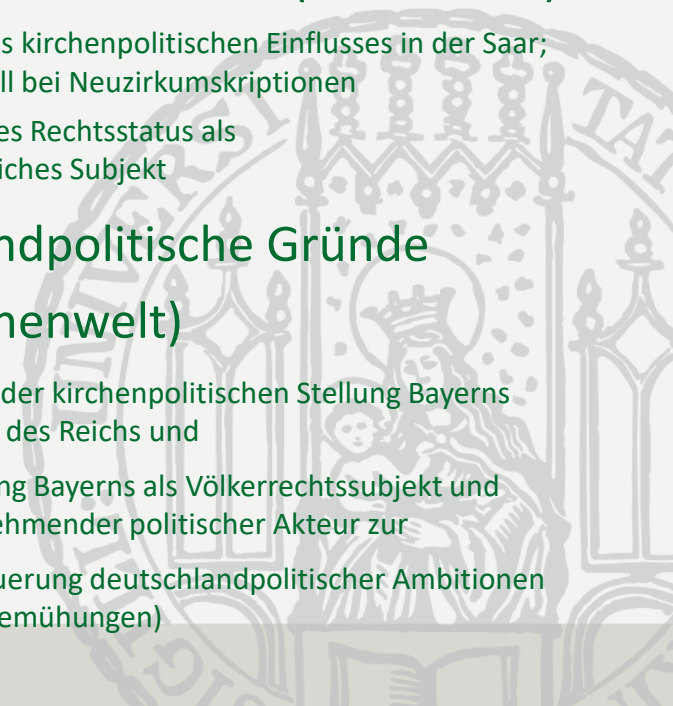 s kirchenpolitischen Einflusses in der Saar;
ll bei Neuzirkumskriptionen
es Rechtsstatus als
iches Subjekt
ndpolitische Gründe
nenwelt)
der kirchenpolitischen Stellung Bayerns
des Reichs und
ng Bayerns als Völkerrechtssubjekt und
ehmender politischer Akteur zur
uerung deutschlandpolitischer Ambitionen
emühungen)